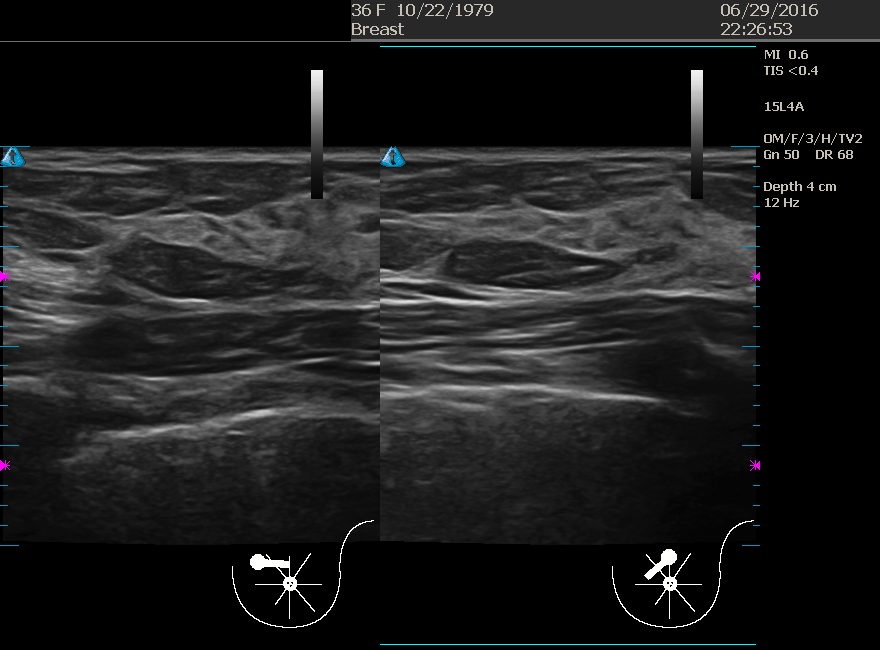 36 F 10/22/1979 06/29/2016
Breast 22:26:53
MI 0.6
TIS <0.4
15L4A
OM/F/3/H/TV2
Gn 50 DR 68
Depth 4 cm
12 Hz